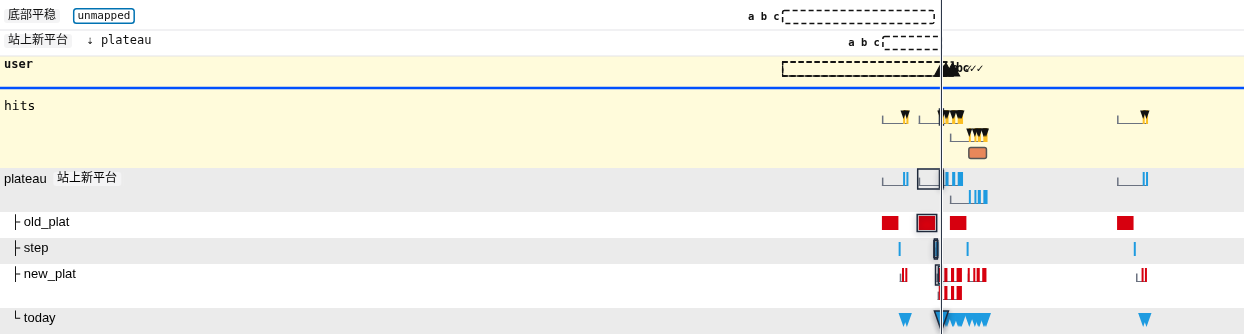 底部平稳 unmapped a b c
站上新平台 ↓ plateau a b c
user bc✓✓
hits
plateau 站上新平台
├ old_plat
├ step
├ new_plat
└ today